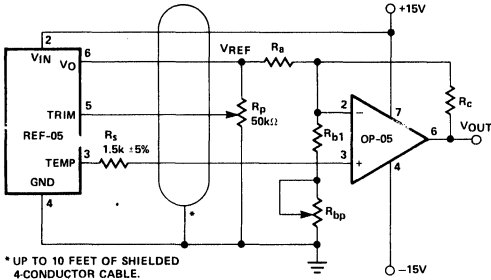 +15V
2
VIN
6
VO
VREF
Ra
TRIM
5
Rp
50kΩ
REF-05
Rs
1.5k ±5%
TEMP
3
GND
4
2
−
7
Rc
Rb1
OP-05
6
VOUT
3
+
4
Rbp
*
−15V
* UP TO 10 FEET OF SHIELDED
4-CONDUCTOR CABLE.